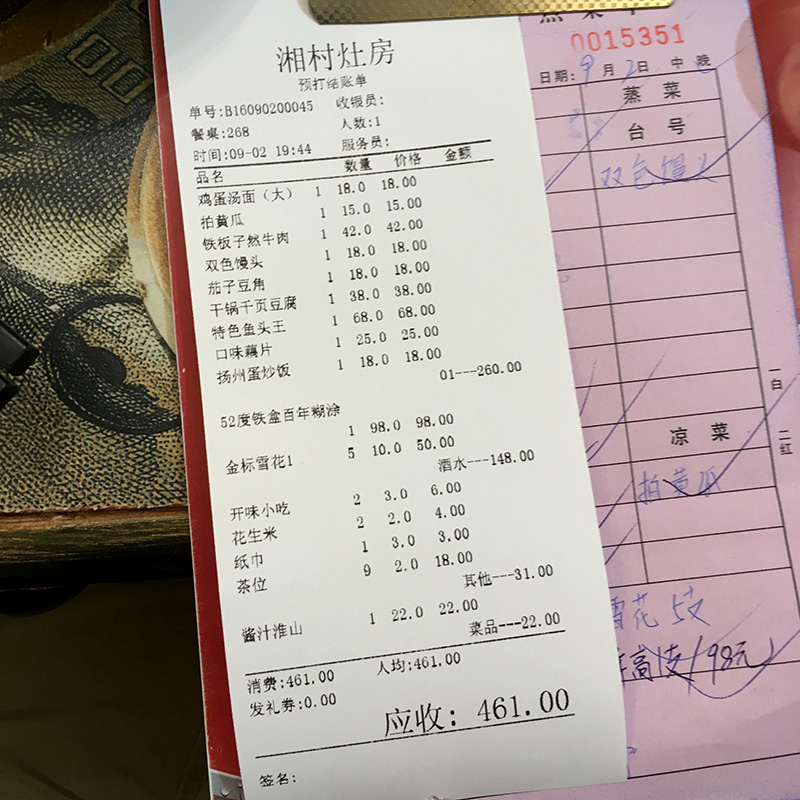 湘村灶房
预打结账单
单号:B16090200045 收银员:
餐桌:268 人数:1
时间:09-02 19:44 服务员:
品名 数量 价格 金额
鸡蛋汤面（大） 1 18.0 18.00
拍黄瓜 1 15.0 15.00
铁板孑然牛肉 1 42.0 42.00
双色馒头 1 18.0 18.00
茄子豆角 1 18.0 18.00
干锅千页豆腐 1 38.0 38.00
特色鱼头王 1 68.0 68.00
口味藕片 1 25.0 25.00
扬州蛋炒饭 1 18.0 18.00
01---260.00
52度铁盒百年糊涂
1 98.0 98.00
金标雪花1 5 10.0 50.00
酒水---148.00
开味小吃 2 3.0 6.00
花生米 2 2.0 4.00
纸巾 1 3.0 3.00
茶位 9 2.0 18.00
其他---31.00
酱汁淮山 1 22.0 22.00
菜品---22.00
消费:461.00 人均:461.00
发礼券:0.00
应收: 461.00
签名:
0015351
日期: 9 月 2 日 中 晚
蒸 菜
台 号
双色馒头
一白
二红
凉 菜
拍黄瓜
雪花 5支
(98元)